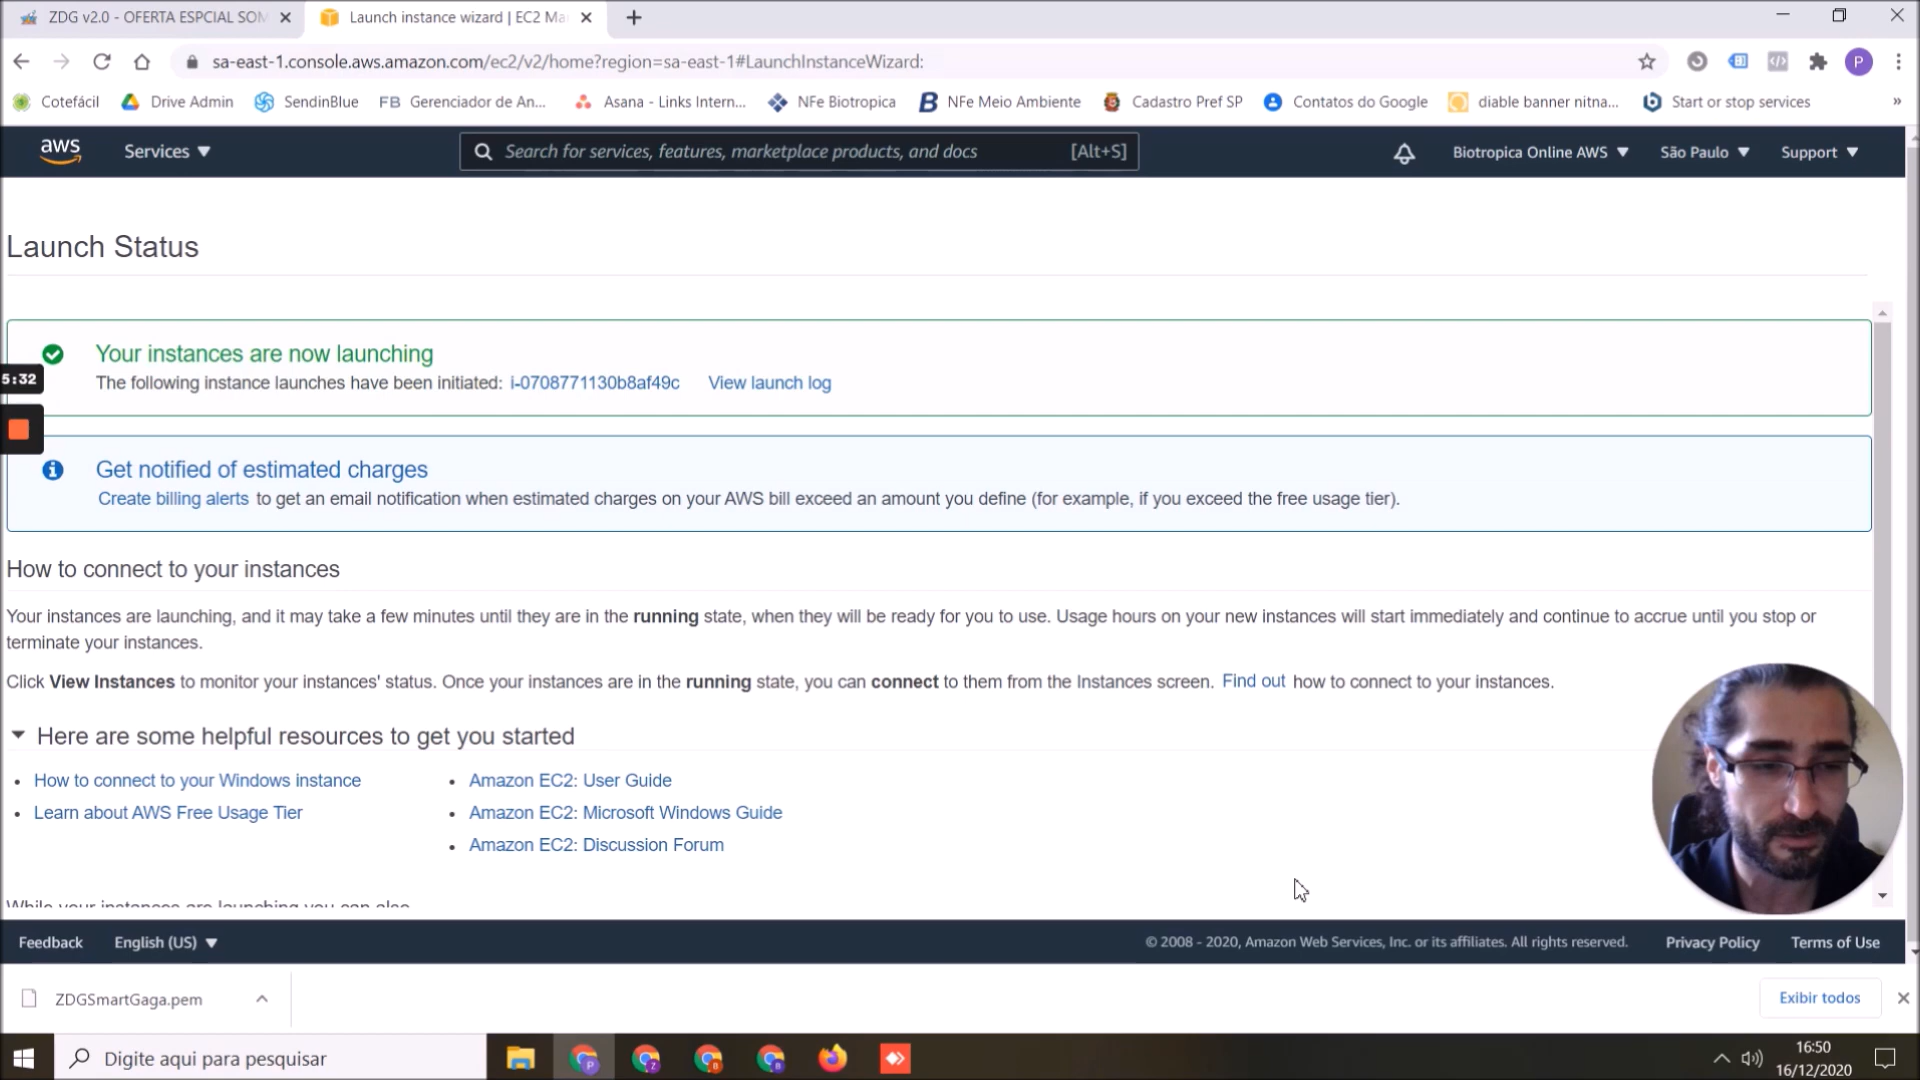 ZDG v2.0 - OFERTA ESPCIAL SOM
Launch instance wizard | EC2 Ma
sa-east-1.console.aws.amazon.com/ec2/v2/home?region=sa-east-1#LaunchInstanceWizard:
P
Cotefácil
Drive Admin
SendinBlue
FB Gerenciador de An...
Asana - Links Intern...
NFe Biotropica
B NFe Meio Ambiente
Cadastro Pref SP
Contatos do Google
diable banner nitna...
Start or stop services
»
aws
Services
Search for services, features, marketplace products, and docs
[Alt+S]
Biotropica Online AWS
São Paulo
Support
Launch Status
Your instances are now launching
The following instance launches have been initiated: i-0708771130b8af49c View launch log
5:32
Get notified of estimated charges
Create billing alerts to get an email notification when estimated charges on your AWS bill exceed an amount you define (for example, if you exceed the free usage tier).
How to connect to your instances
Your instances are launching, and it may take a few minutes until they are in the running state, when they will be ready for you to use. Usage hours on your new instances will start immediately and continue to accrue until you stop or
terminate your instances.
Click View Instances to monitor your instances' status. Once your instances are in the running state, you can connect to them from the Instances screen. Find out how to connect to your instances.
Here are some helpful resources to get you started
• How to connect to your Windows instance
• Learn about AWS Free Usage Tier
• Amazon EC2: User Guide
• Amazon EC2: Microsoft Windows Guide
• Amazon EC2: Discussion Forum
While your instances are launching you can also
Feedback
English (US)
© 2008 - 2020, Amazon Web Services, Inc. or its affiliates. All rights reserved.
Privacy Policy
Terms of Use
ZDGSmartGaga.pem
Exibir todos
Digite aqui para pesquisar
16:50
16/12/2020